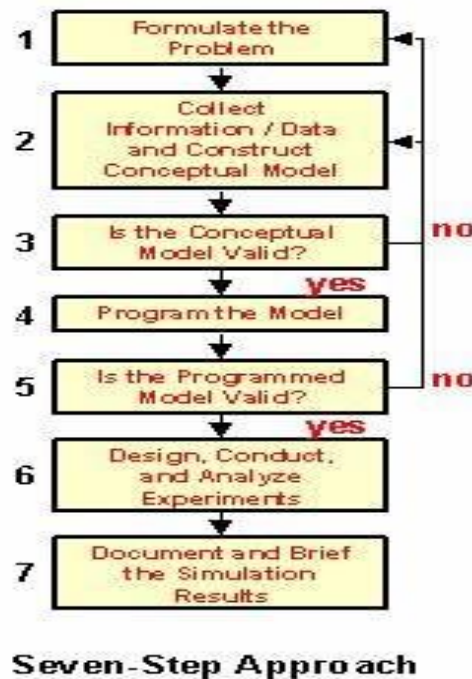 1
Formulate the
Problem
2
Collect
Information / Data
and Construct
Conceptual Model
3
Is the Conceptual
Model Valid?
no
yes
4
Program the Model
5
Is the Programmed
Model Valid?
no
yes
6
Design, Conduct,
and Analyze
Experiments
7
Document and Brief
the Simulation
Results
Seven-Step Approach